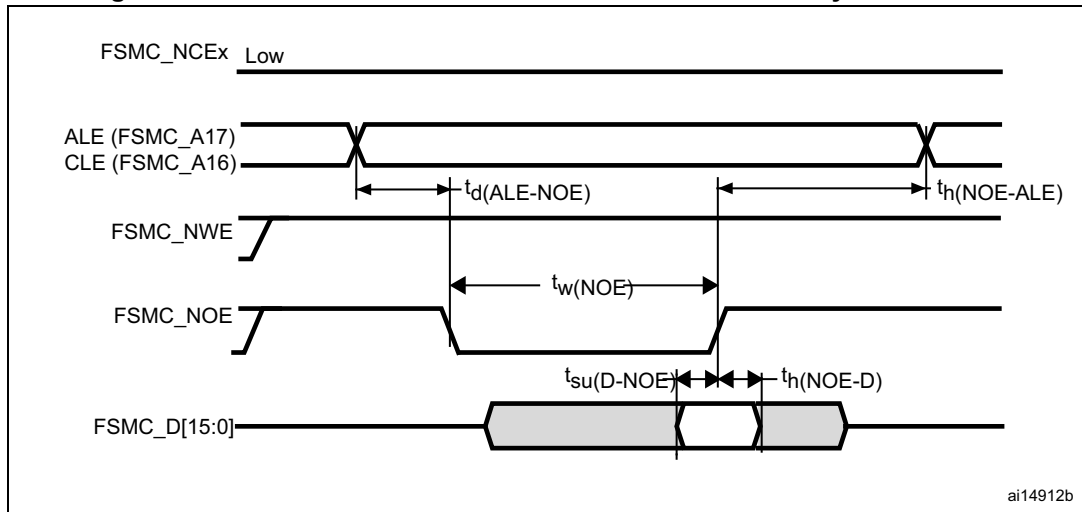 FSMC_NCEx Low
ALE (FSMC_A17)
CLE (FSMC_A16)
td(ALE-NOE)
th(NOE-ALE)
FSMC_NWE
tw(NOE)
FSMC_NOE
tsu(D-NOE)
th(NOE-D)
FSMC_D[15:0]
ai14912b